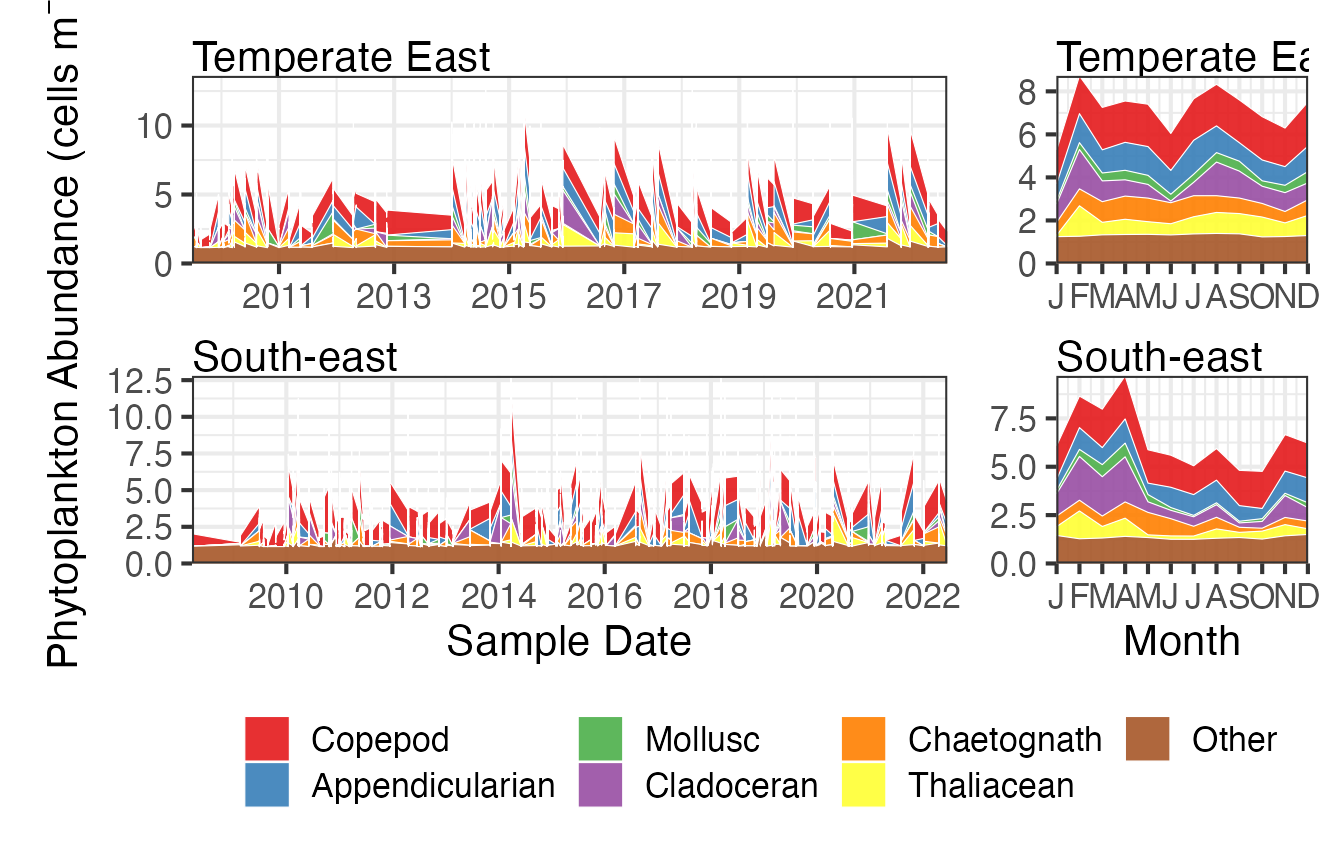 Phytoplankton Abundance (cells m⁻
Temperate East
10
5
0
2011 2013 2015 2017 2019 2021
Temperate Ea
8
6
4
2
0
J F M A M J J A S O N D
South-east
12.5
10.0
7.5
5.0
2.5
0.0
2010 2012 2014 2016 2018 2020 2022
Sample Date
South-east
7.5
5.0
2.5
0.0
J F M A M J J A S O N D
Month
Copepod Mollusc Chaetognath Other
Appendicularian Cladoceran Thaliacean